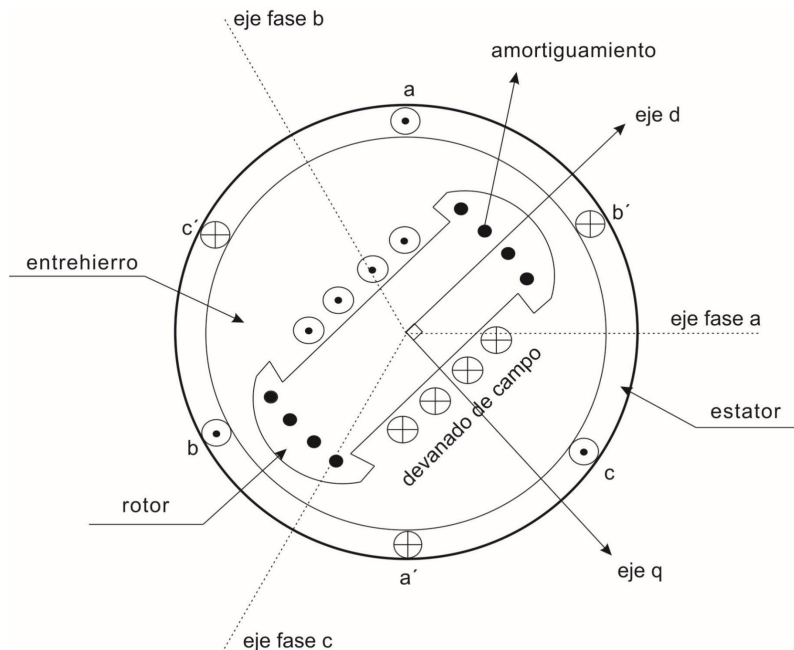 eje fase b
amortiguamiento
a
eje d
c´
b´
entrehierro
eje fase a
devanado de campo
estator
b
c
rotor
a´
eje q
eje fase c